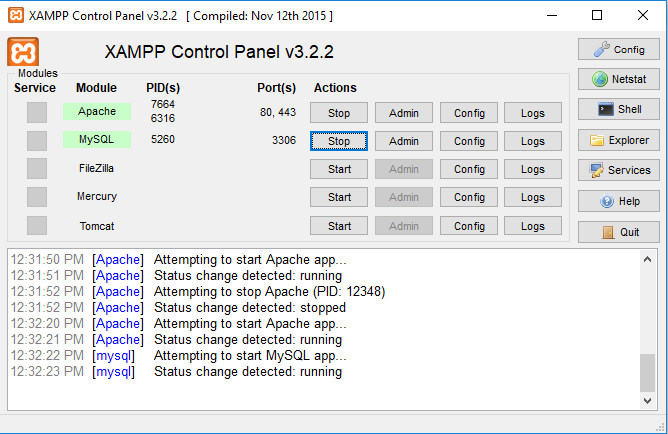 XAMPP Control Panel v3.2.2 [ Compiled: Nov 12th 2015 ]
XAMPP Control Panel v3.2.2
Config
Modules
Service Module PID(s) Port(s) Actions
Netstat
Apache 7664 6316 80, 443 Stop Admin Config Logs
Shell
MySQL 5260 3306 Stop Admin Config Logs
Explorer
FileZilla Start Admin Config Logs
Services
Mercury Start Admin Config Logs
Help
Tomcat Start Admin Config Logs
Quit
12:31:50 PM [Apache] Attempting to start Apache app...
12:31:51 PM [Apache] Status change detected: running
12:31:52 PM [Apache] Attempting to stop Apache (PID: 12348)
12:31:52 PM [Apache] Status change detected: stopped
12:32:20 PM [Apache] Attempting to start Apache app...
12:32:21 PM [Apache] Status change detected: running
12:32:22 PM [mysql] Attempting to start MySQL app...
12:32:23 PM [mysql] Status change detected: running